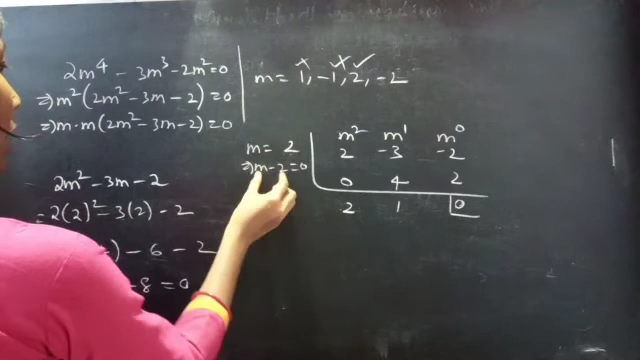 2m⁴ - 3m³ - 2m² = 0
⇒ m²(2m² - 3m - 2) = 0
⇒ m·m(2m² - 3m - 2) = 0
2m² - 3m - 2
= 2(2)² - 3(2) - 2
) - 6 - 2
- 8 = 0
× × ✓
m = 1, -1, 2, -2
m = 2
⇒ m - 2 = 0
m² m¹ m⁰
2 -3 -2
0 4 2
2 1 0